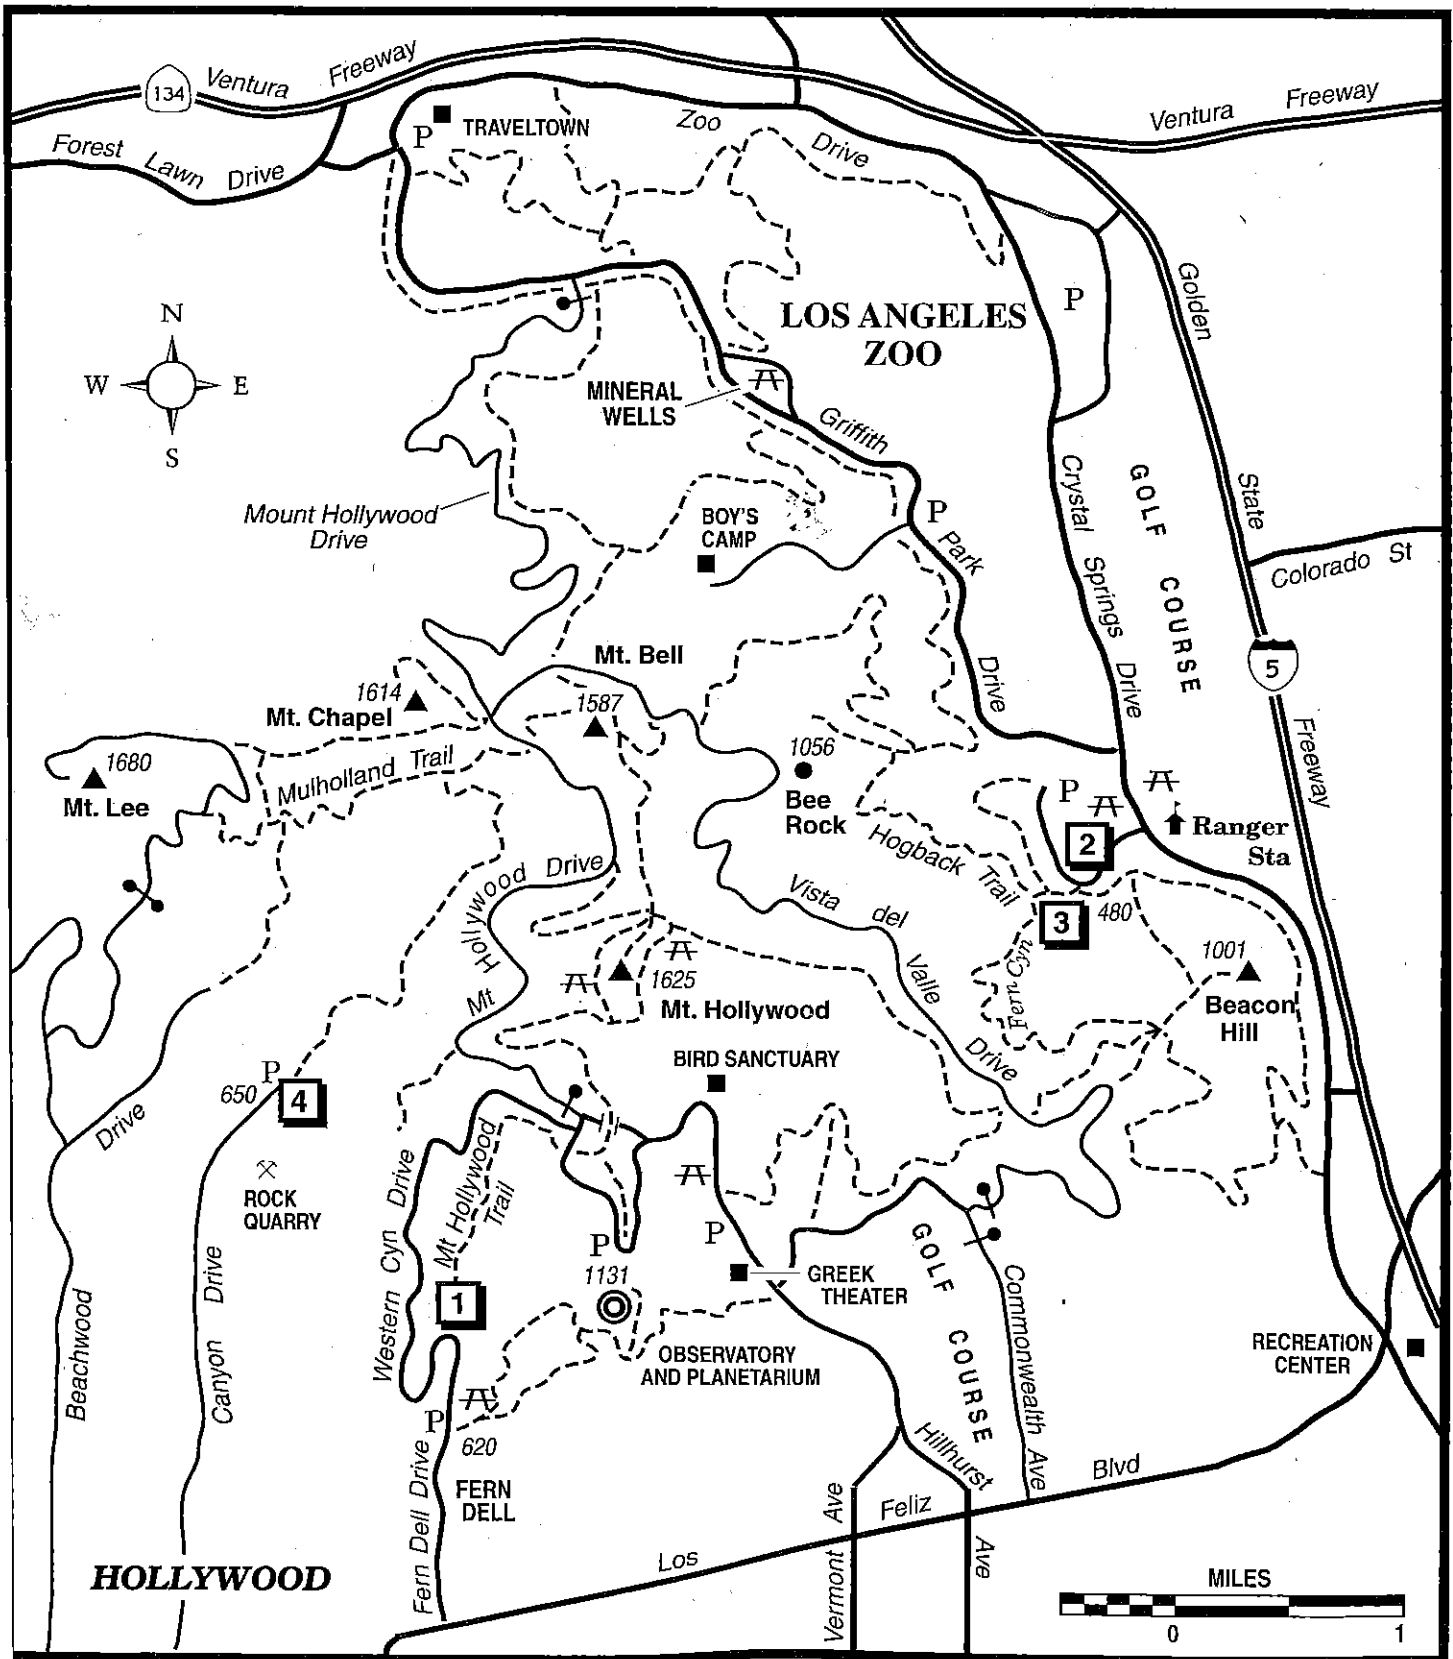 134
Ventura Freeway
Ventura Freeway
Forest Lawn Drive
P
TRAVELTOWN
Zoo Drive
N
W E
S
LOS ANGELES
ZOO
P
Golden State Freeway
MINERAL
WELLS
Griffith Park Drive
Mount Hollywood
Drive
BOY'S
CAMP
P
Crystal Springs Drive
GOLF COURSE
Colorado St
5
Mt. Bell
1587
1614
Mt. Chapel
1680
Mt. Lee
Mulholland Trail
1056
Bee
Rock
Hogback Trail
P
2
Ranger
Sta
3
480
Fern Cyn
1001
Beacon
Hill
Mt Hollywood Drive
Vista del Valle Drive
1625
Mt. Hollywood
BIRD SANCTUARY
P
650
4
Drive
ROCK
QUARRY
Western Cyn Drive
Mt Hollywood
Trail
1
P
1131
P
GREEK
THEATER
OBSERVATORY
AND PLANETARIUM
GOLF COURSE
Commonwealth Ave
RECREATION
CENTER
Beachwood
Canyon Drive
P
620
FERN
DELL
Fern Dell Drive
Hillhurst Ave
Vermont Ave
Los Feliz Blvd
HOLLYWOOD
MILES
0 1